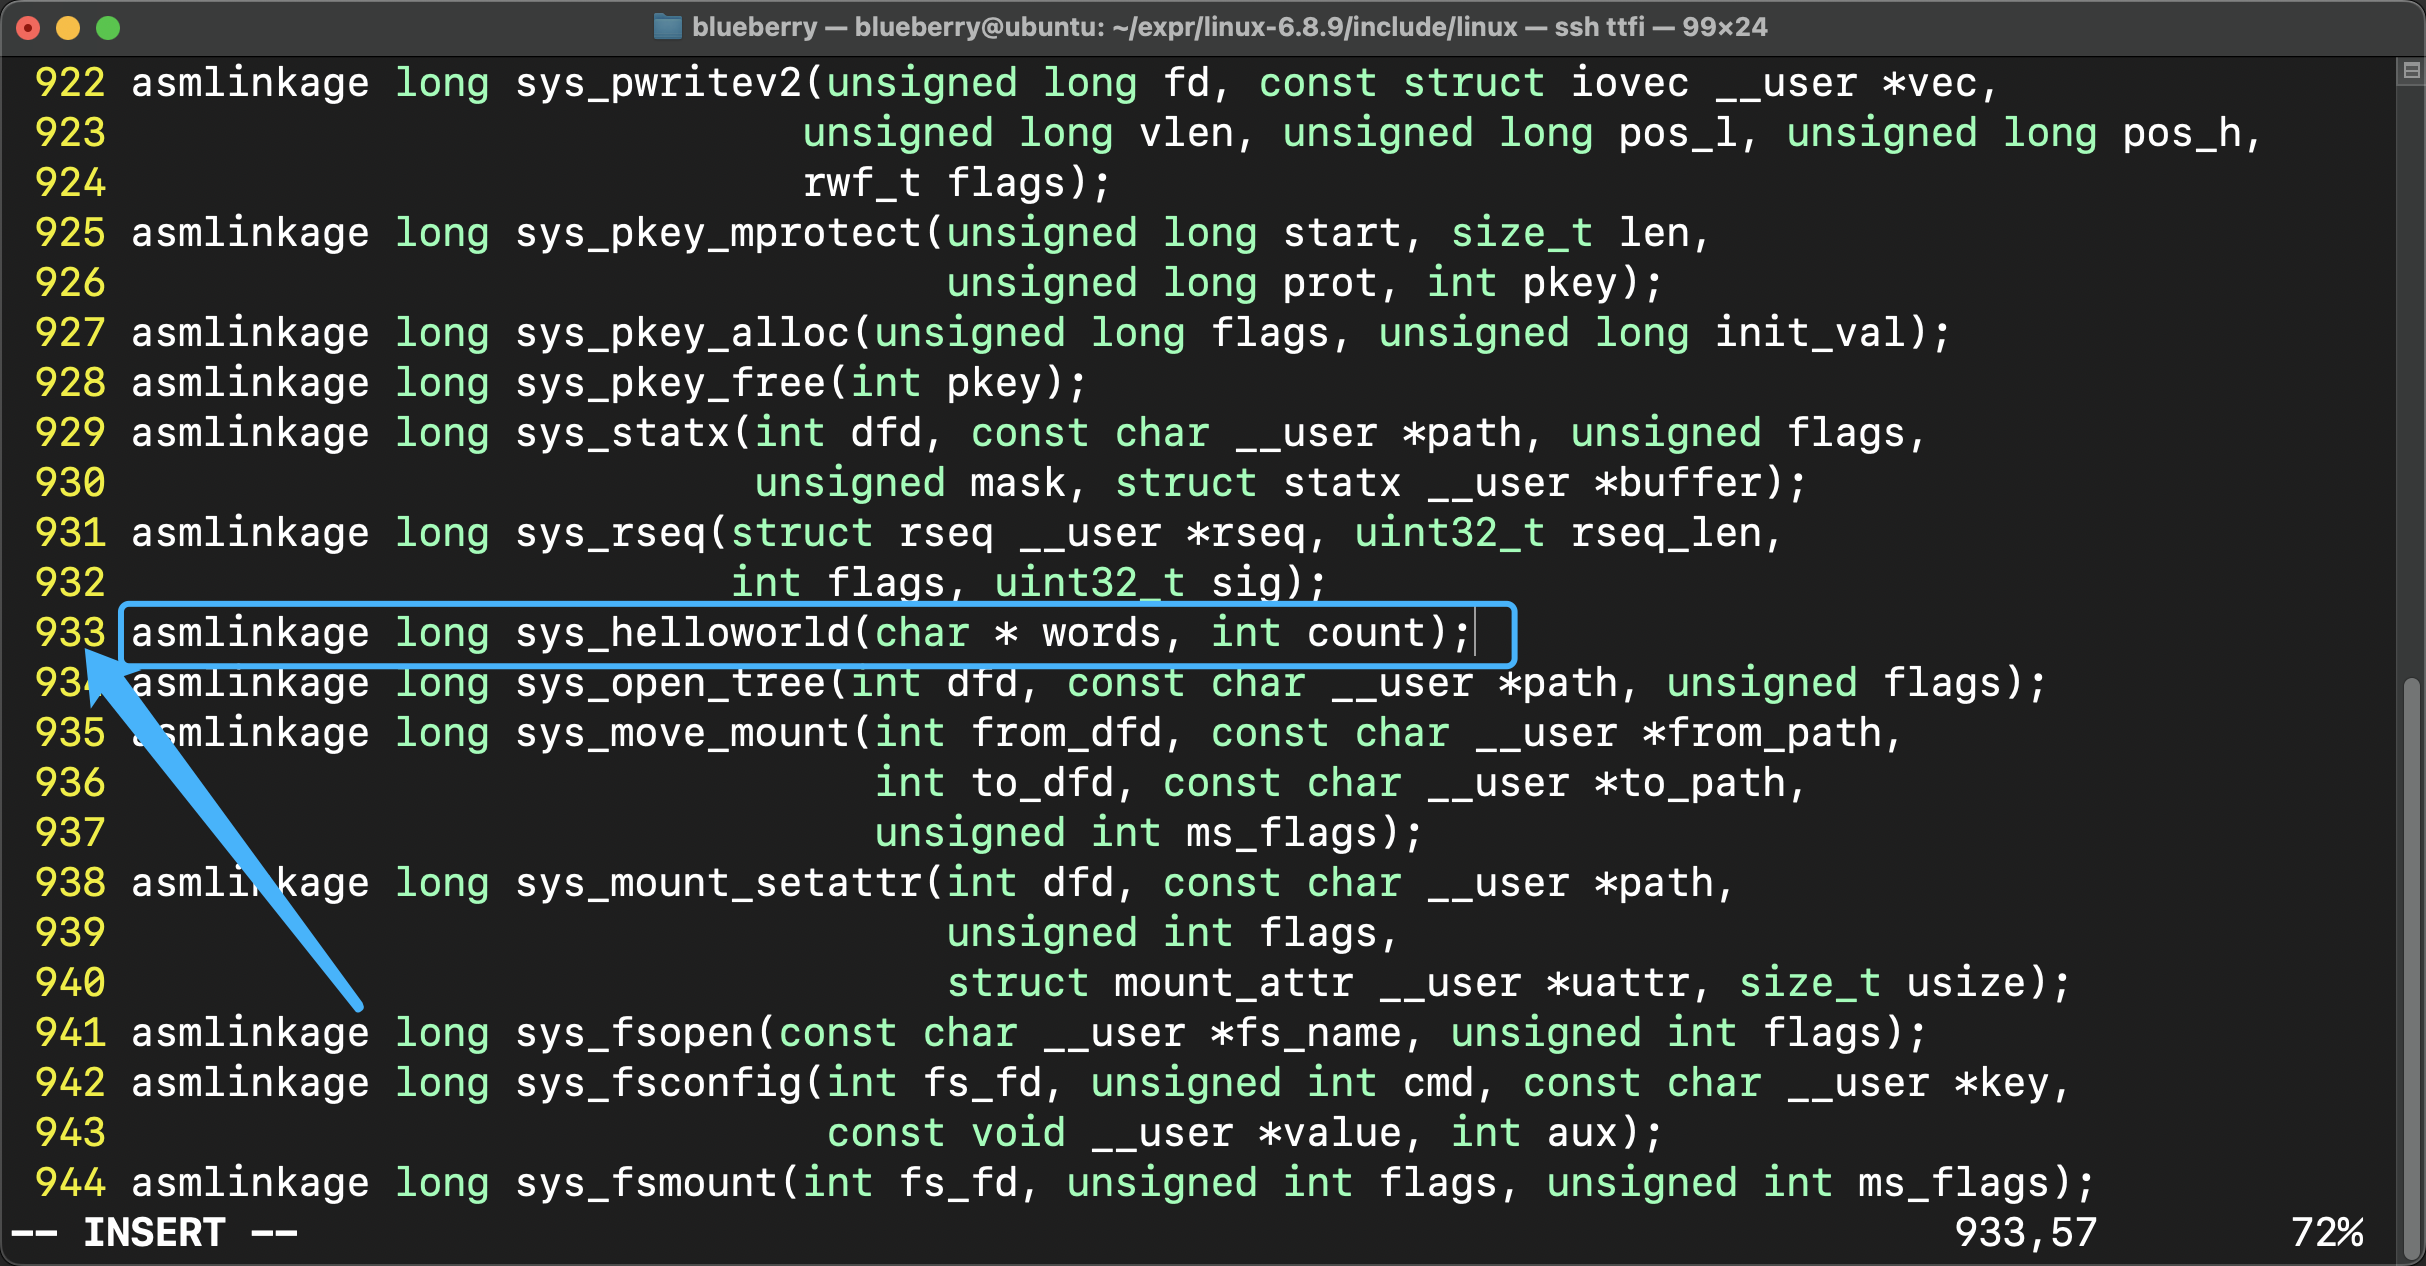 blueberry — blueberry@ubuntu: ~/expr/linux-6.8.9/include/linux — ssh ttfi — 99×24
922 asmlinkage long sys_pwritev2(unsigned long fd, const struct iovec __user *vec,
923                             unsigned long vlen, unsigned long pos_l, unsigned long pos_h,
924                             rwf_t flags);
925 asmlinkage long sys_pkey_mprotect(unsigned long start, size_t len,
926                                   unsigned long prot, int pkey);
927 asmlinkage long sys_pkey_alloc(unsigned long flags, unsigned long init_val);
928 asmlinkage long sys_pkey_free(int pkey);
929 asmlinkage long sys_statx(int dfd, const char __user *path, unsigned flags,
930                           unsigned mask, struct statx __user *buffer);
931 asmlinkage long sys_rseq(struct rseq __user *rseq, uint32_t rseq_len,
932                          int flags, uint32_t sig);
933 asmlinkage long sys_helloworld(char * words, int count);
934 asmlinkage long sys_open_tree(int dfd, const char __user *path, unsigned flags);
935 asmlinkage long sys_move_mount(int from_dfd, const char __user *from_path,
936                                int to_dfd, const char __user *to_path,
937                                unsigned int ms_flags);
938 asmlinkage long sys_mount_setattr(int dfd, const char __user *path,
939                                   unsigned int flags,
940                                   struct mount_attr __user *uattr, size_t usize);
941 asmlinkage long sys_fsopen(const char __user *fs_name, unsigned int flags);
942 asmlinkage long sys_fsconfig(int fs_fd, unsigned int cmd, const char __user *key,
943                              const void __user *value, int aux);
944 asmlinkage long sys_fsmount(int fs_fd, unsigned int flags, unsigned int ms_flags);
-- INSERT -- 933,57 72%